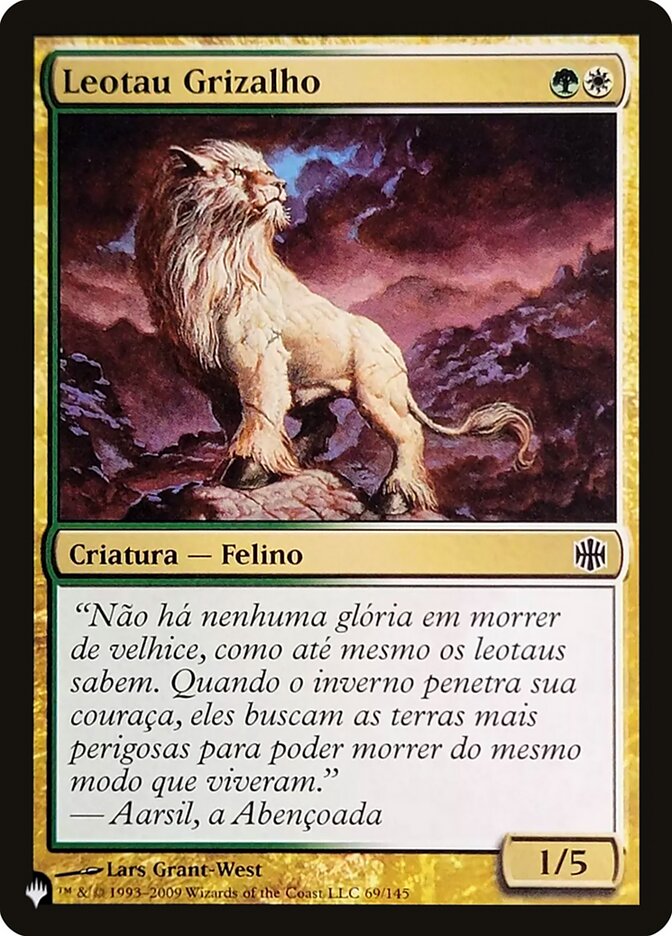 Leotau Grizalho
Criatura — Felino
“Não há nenhuma glória em morrer
de velhice, como até mesmo os leotaus
sabem. Quando o inverno penetra sua
couraça, eles buscam as terras mais
perigosas para poder morrer do mesmo
modo que viveram.”
— Aarsil, a Abençoada
1/5
Lars Grant-West
™ & © 1993–2009 Wizards of the Coast LLC 69/145